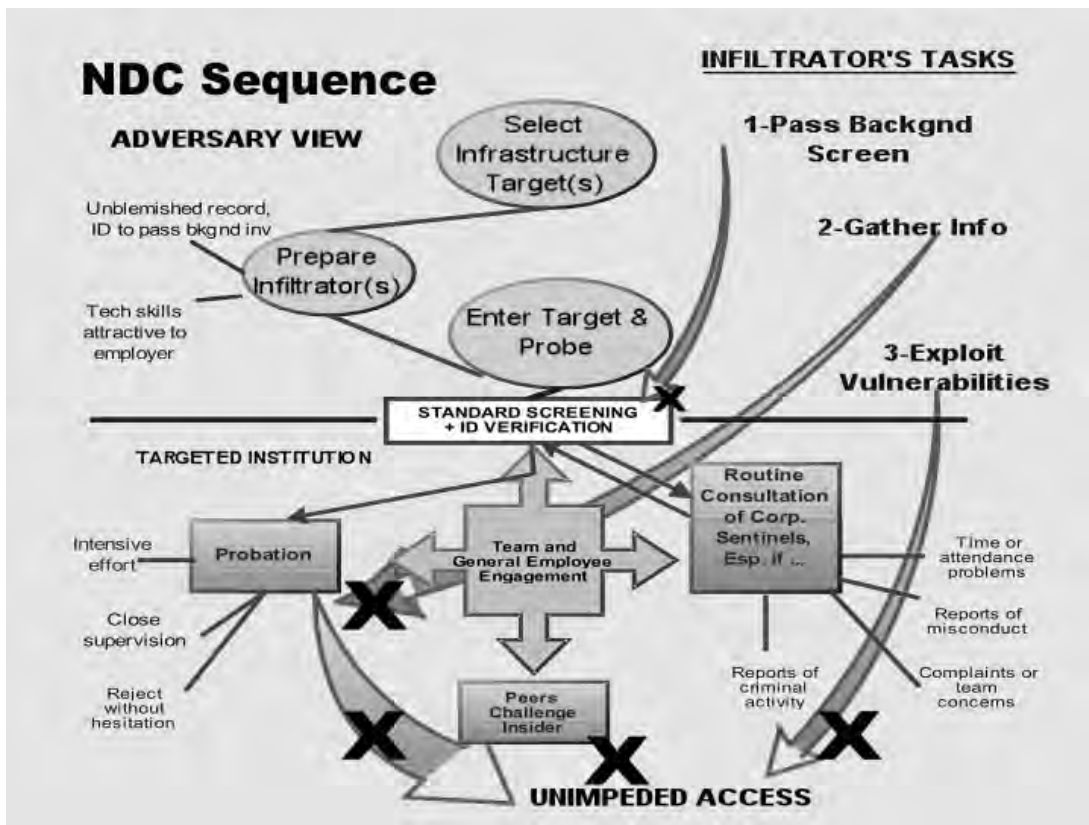 NDC Sequence
ADVERSARY VIEW
INFILTRATOR'S TASKS
Select
Infrastructure
Target(s)
1-Pass Backgnd
Screen
Unblemished record,
ID to pass bkgnd inv
2-Gather Info
Prepare
Infiltrator(s)
Tech skills
attractive to
employer
Enter Target &
Probe
3-Exploit
Vulnerabilities
X
STANDARD SCREENING
+ ID VERIFICATION
TARGETED INSTITUTION
Routine
Consultation
of Corp.
Sentinels,
Esp. if ...
Intensive
effort
Probation
Team and
General Employee
Engagement
Time or
attendance
problems
X
Close
supervision
Reports of
misconduct
Reject
without
hesitation
Peers
Challenge
Insider
Reports of
criminal
activity
Complaints or
team
concerns
X
X
X
UNIMPEDED ACCESS